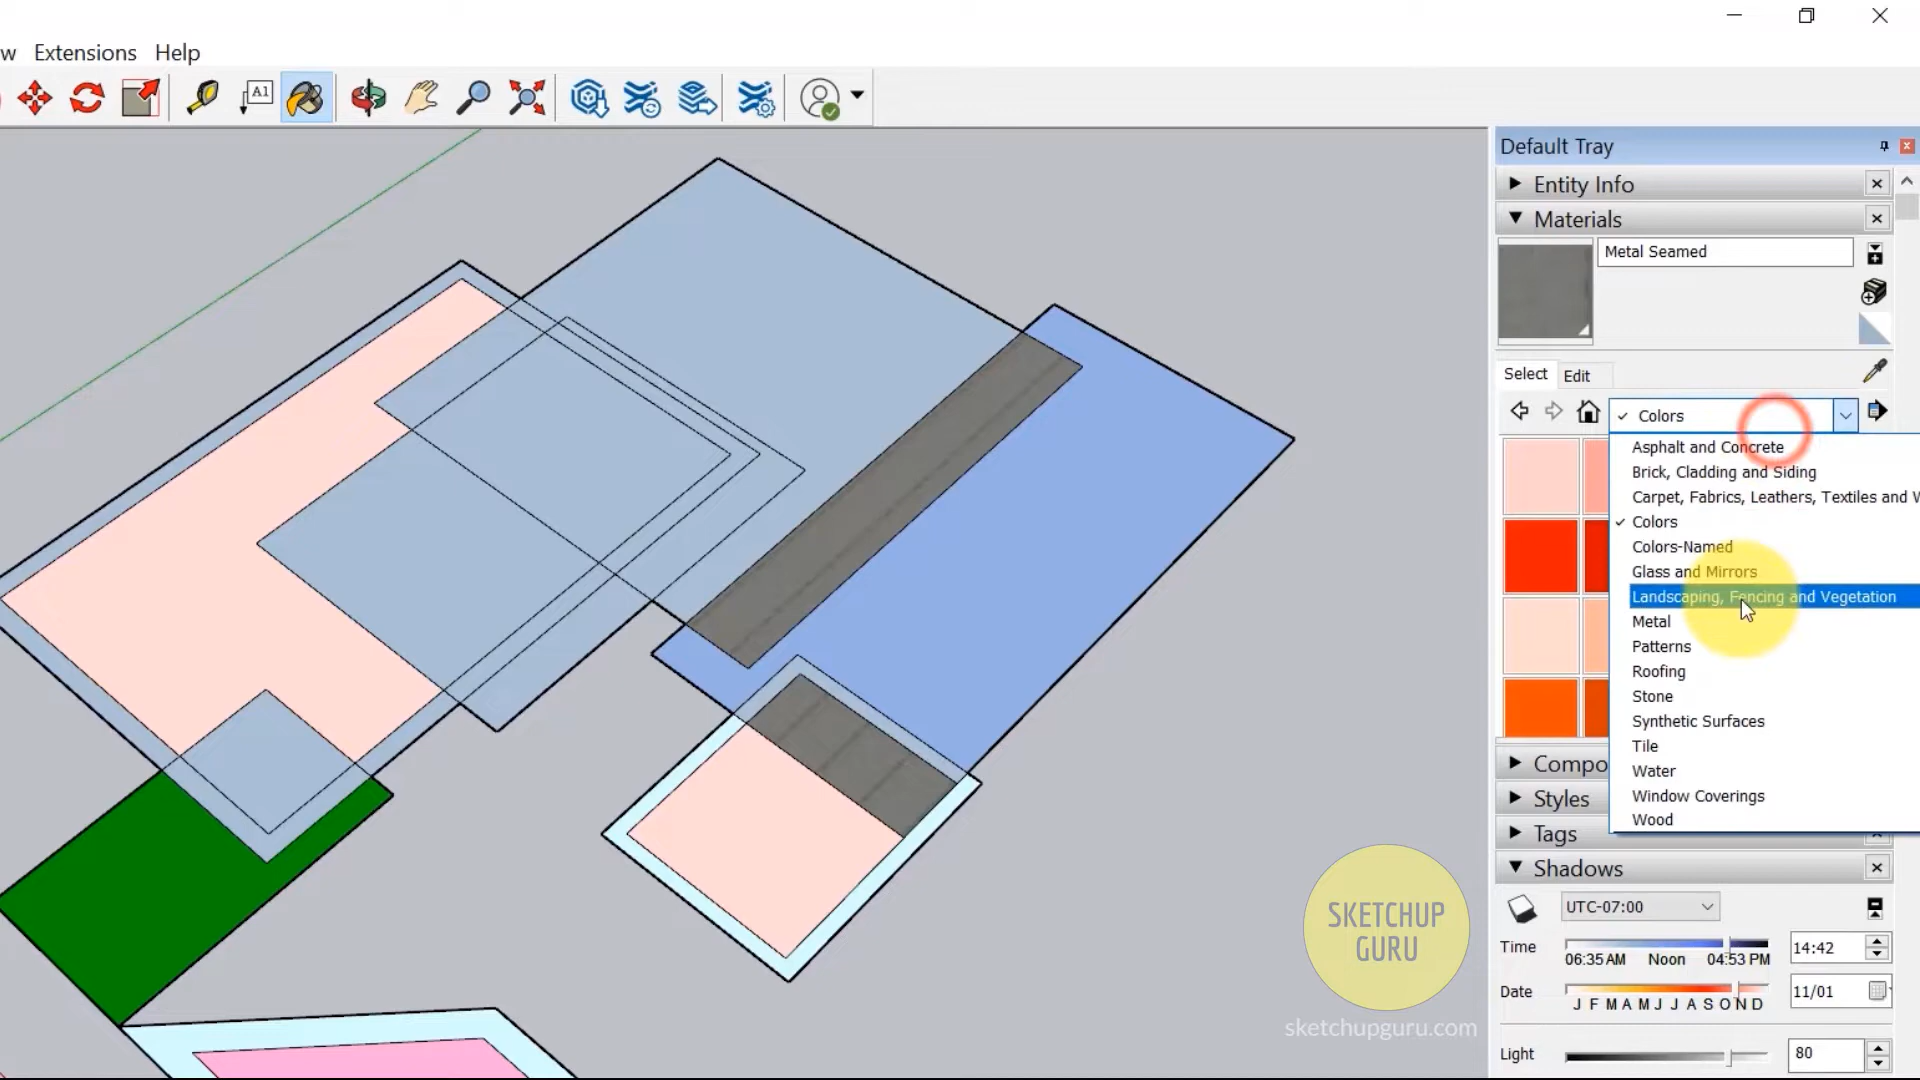 w Extensions Help
A1
Default Tray
Entity Info
Materials
Metal Seamed
Select Edit
Colors
Asphalt and Concrete
Brick, Cladding and Siding
Carpet, Fabrics, Leathers, Textiles and W
Colors
Colors-Named
Glass and Mirrors
Landscaping, Fencing and Vegetation
Metal
Patterns
Roofing
Stone
Synthetic Surfaces
Tile
Water
Window Coverings
Wood
Compo
Styles
Tags
Shadows
UTC-07:00
Time 14:42
06:35 AM Noon 04:53 PM
Date 11/01
J F M A M J J A S O N D
Light 80
SKETCHUP
GURU
sketchupguru.com